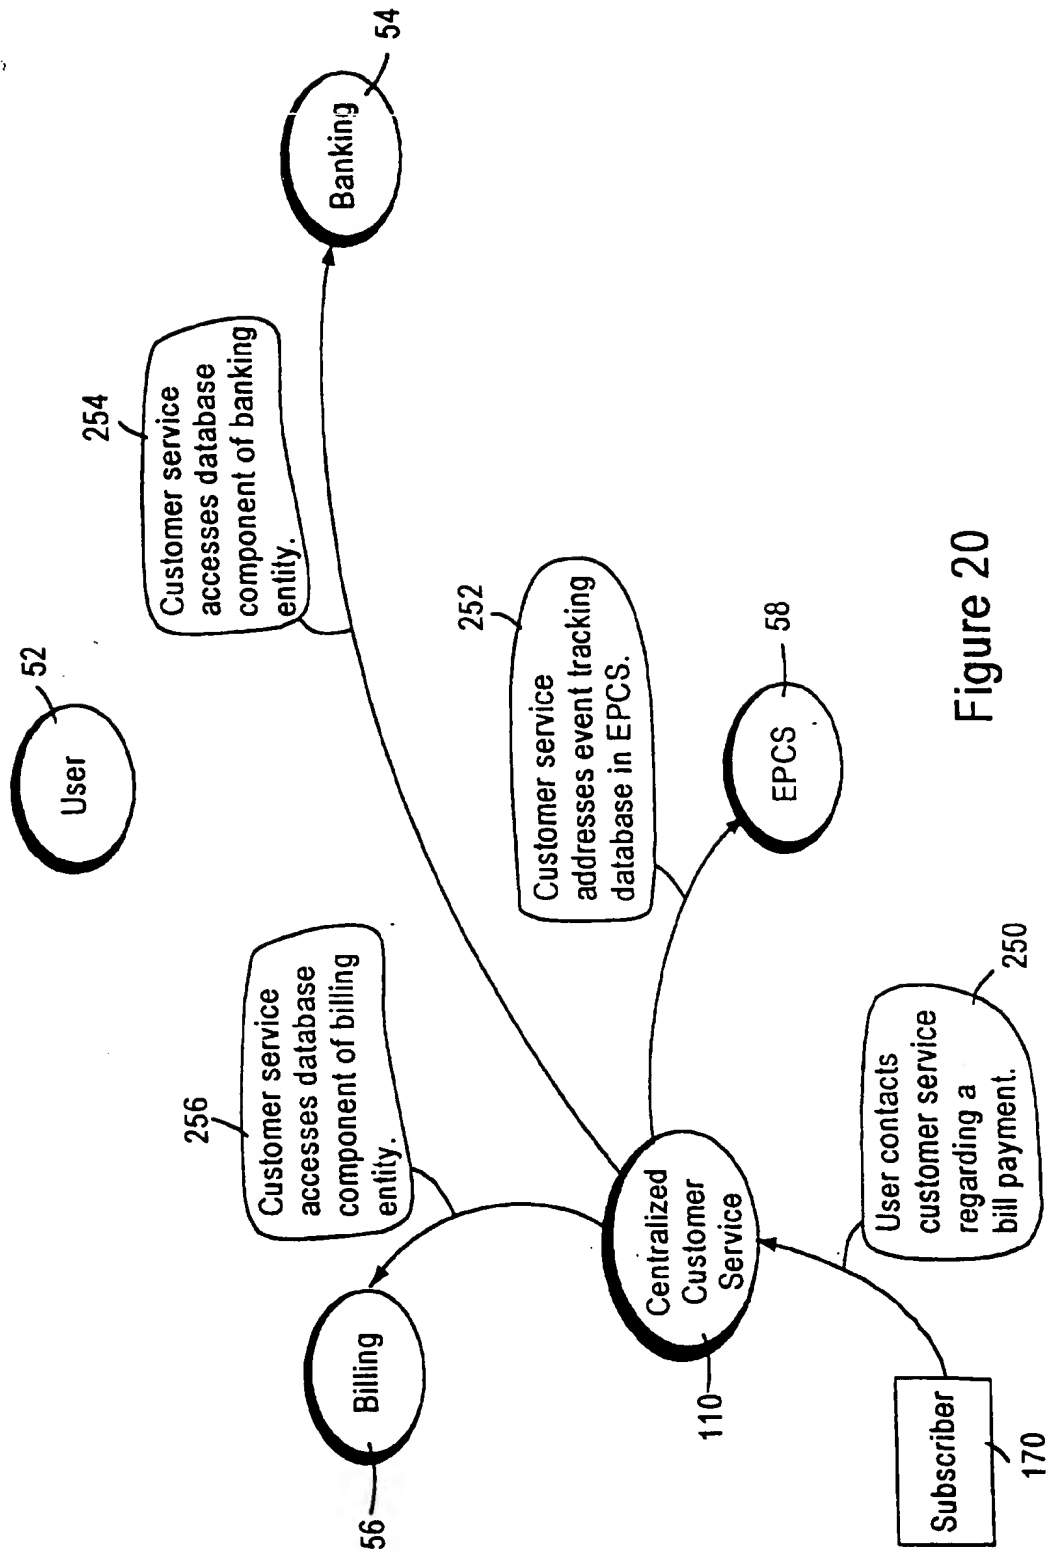 User
52
254
Customer service
accesses database
component of banking
entity.
Banking
54
256
Customer service
accesses database
component of billing
entity.
Billing
56
252
Customer service
addresses event tracking
database in EPCS.
EPCS
58
Centralized
Customer
Service
110
User contacts
customer service
regarding a
bill payment.
250
Subscriber
170
Figure 20